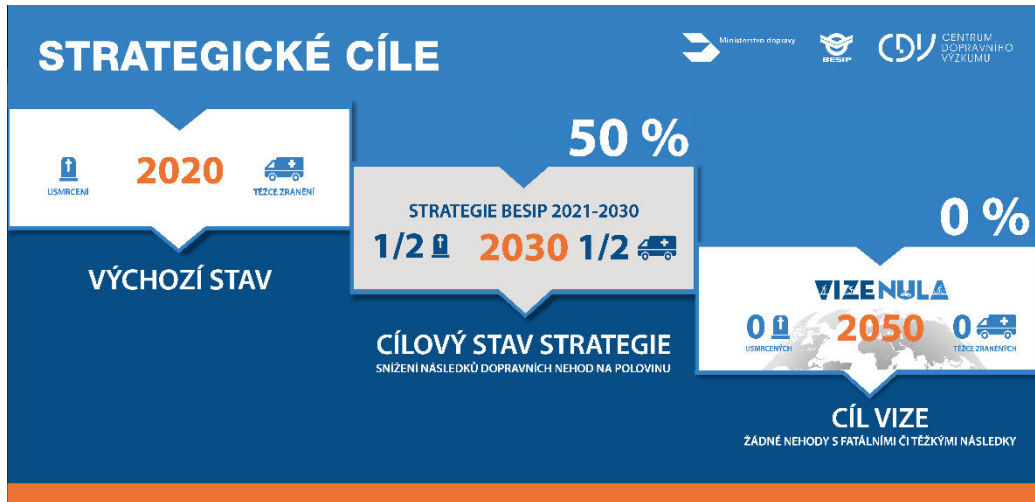 STRATEGICKÉ CÍLE
Ministerstvo dopravy
BESIP
CDV
CENTRUM
DOPRAVNÍHO
VÝZKUMU
2020
USMRCENÍ
TĚŽCE ZRANĚNÍ
VÝCHOZÍ STAV
50 %
STRATEGIE BESIP 2021-2030
1/2 2030 1/2
CÍLOVÝ STAV STRATEGIE
SNÍŽENÍ NÁSLEDKŮ DOPRAVNÍCH NEHOD NA POLOVINU
0 %
VIZE NULA
0 2050 0
USMRCENÝCH
TĚŽCE ZRANĚNÝCH
CÍL VIZE
ŽÁDNÉ NEHODY S FATÁLNÍMI ČI TĚŽKÝMI NÁSLEDKY